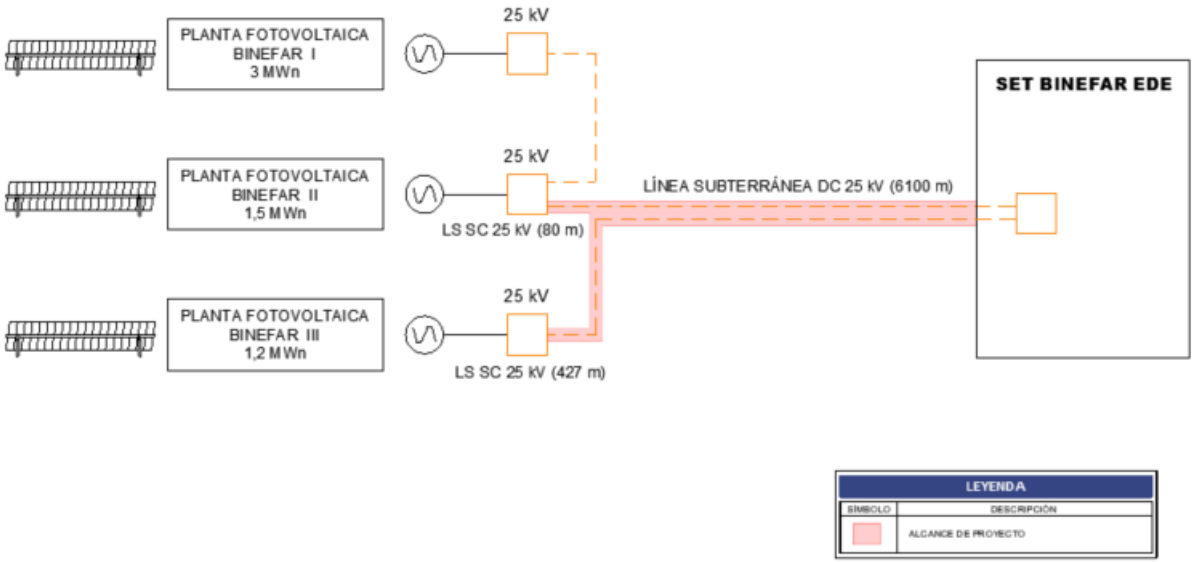 25 kV
PLANTA FOTOVOLTAICA
BINEFAR I
3 MWn
SET BINEFAR EDE
25 kV
PLANTA FOTOVOLTAICA
BINEFAR II
1,5 MWn
LÍNEA SUBTERRÁNEA DC 25 kV (6100 m)
LS SC 25 kV (80 m)
25 kV
PLANTA FOTOVOLTAICA
BINEFAR III
1,2 MWn
LS SC 25 kV (427 m)
LEYENDA
SÍMBOLO DESCRIPCIÓN
ALCANCE DE PROYECTO